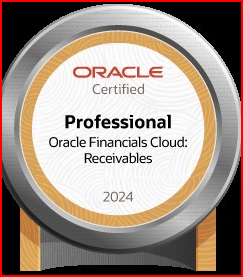 ORACLE
Certified
Professional
Oracle Financials Cloud:
Receivables
2024